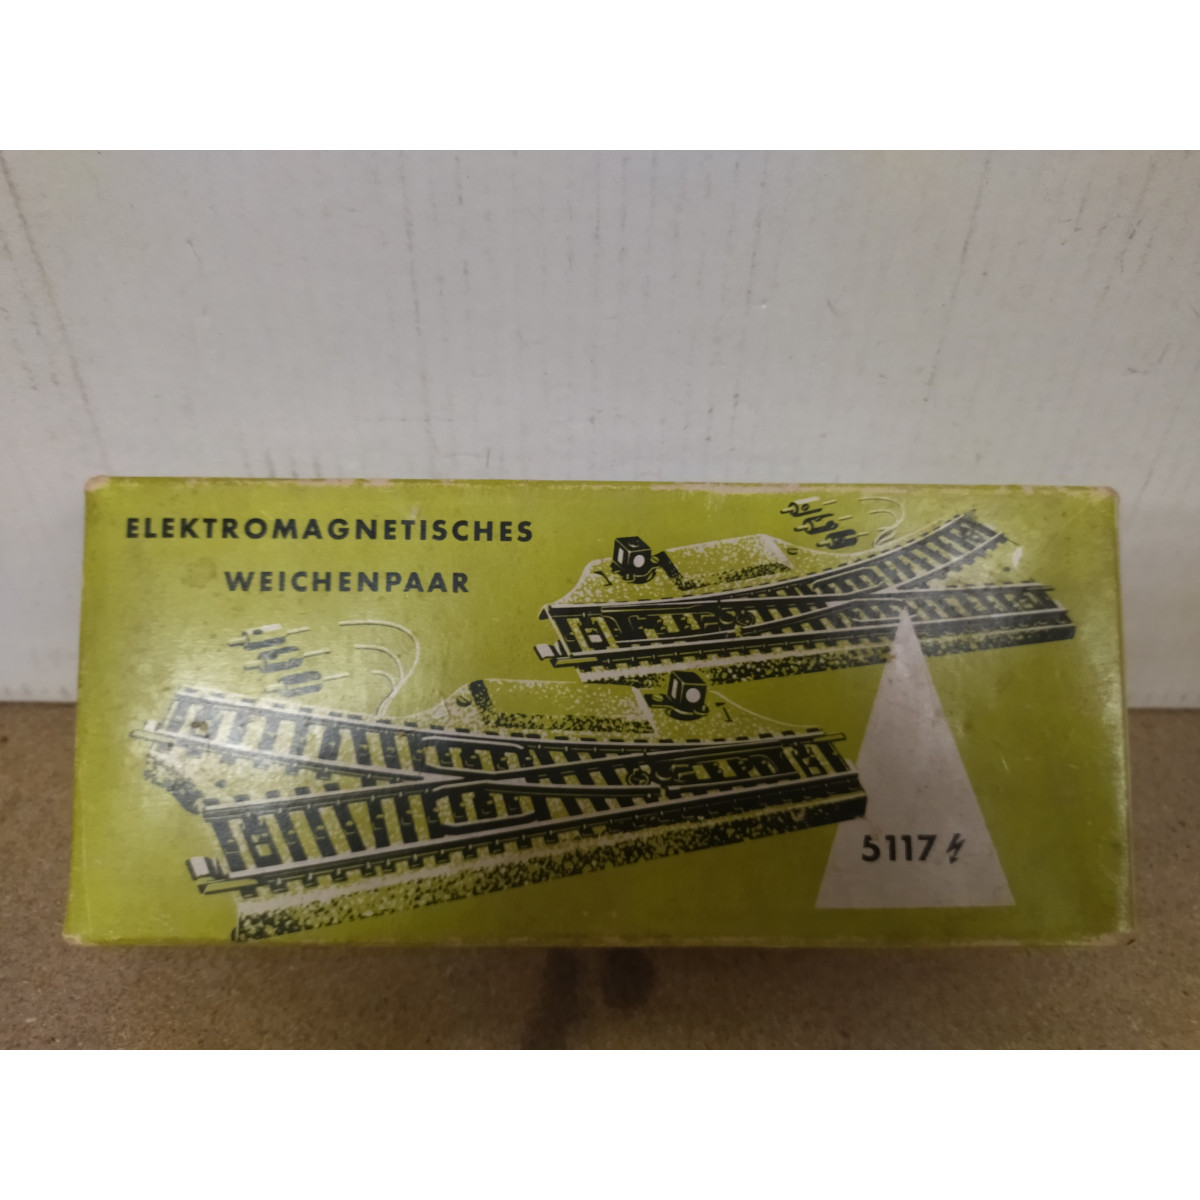 ELEKTROMAGNETISCHES
WEICHENPAAR
5117